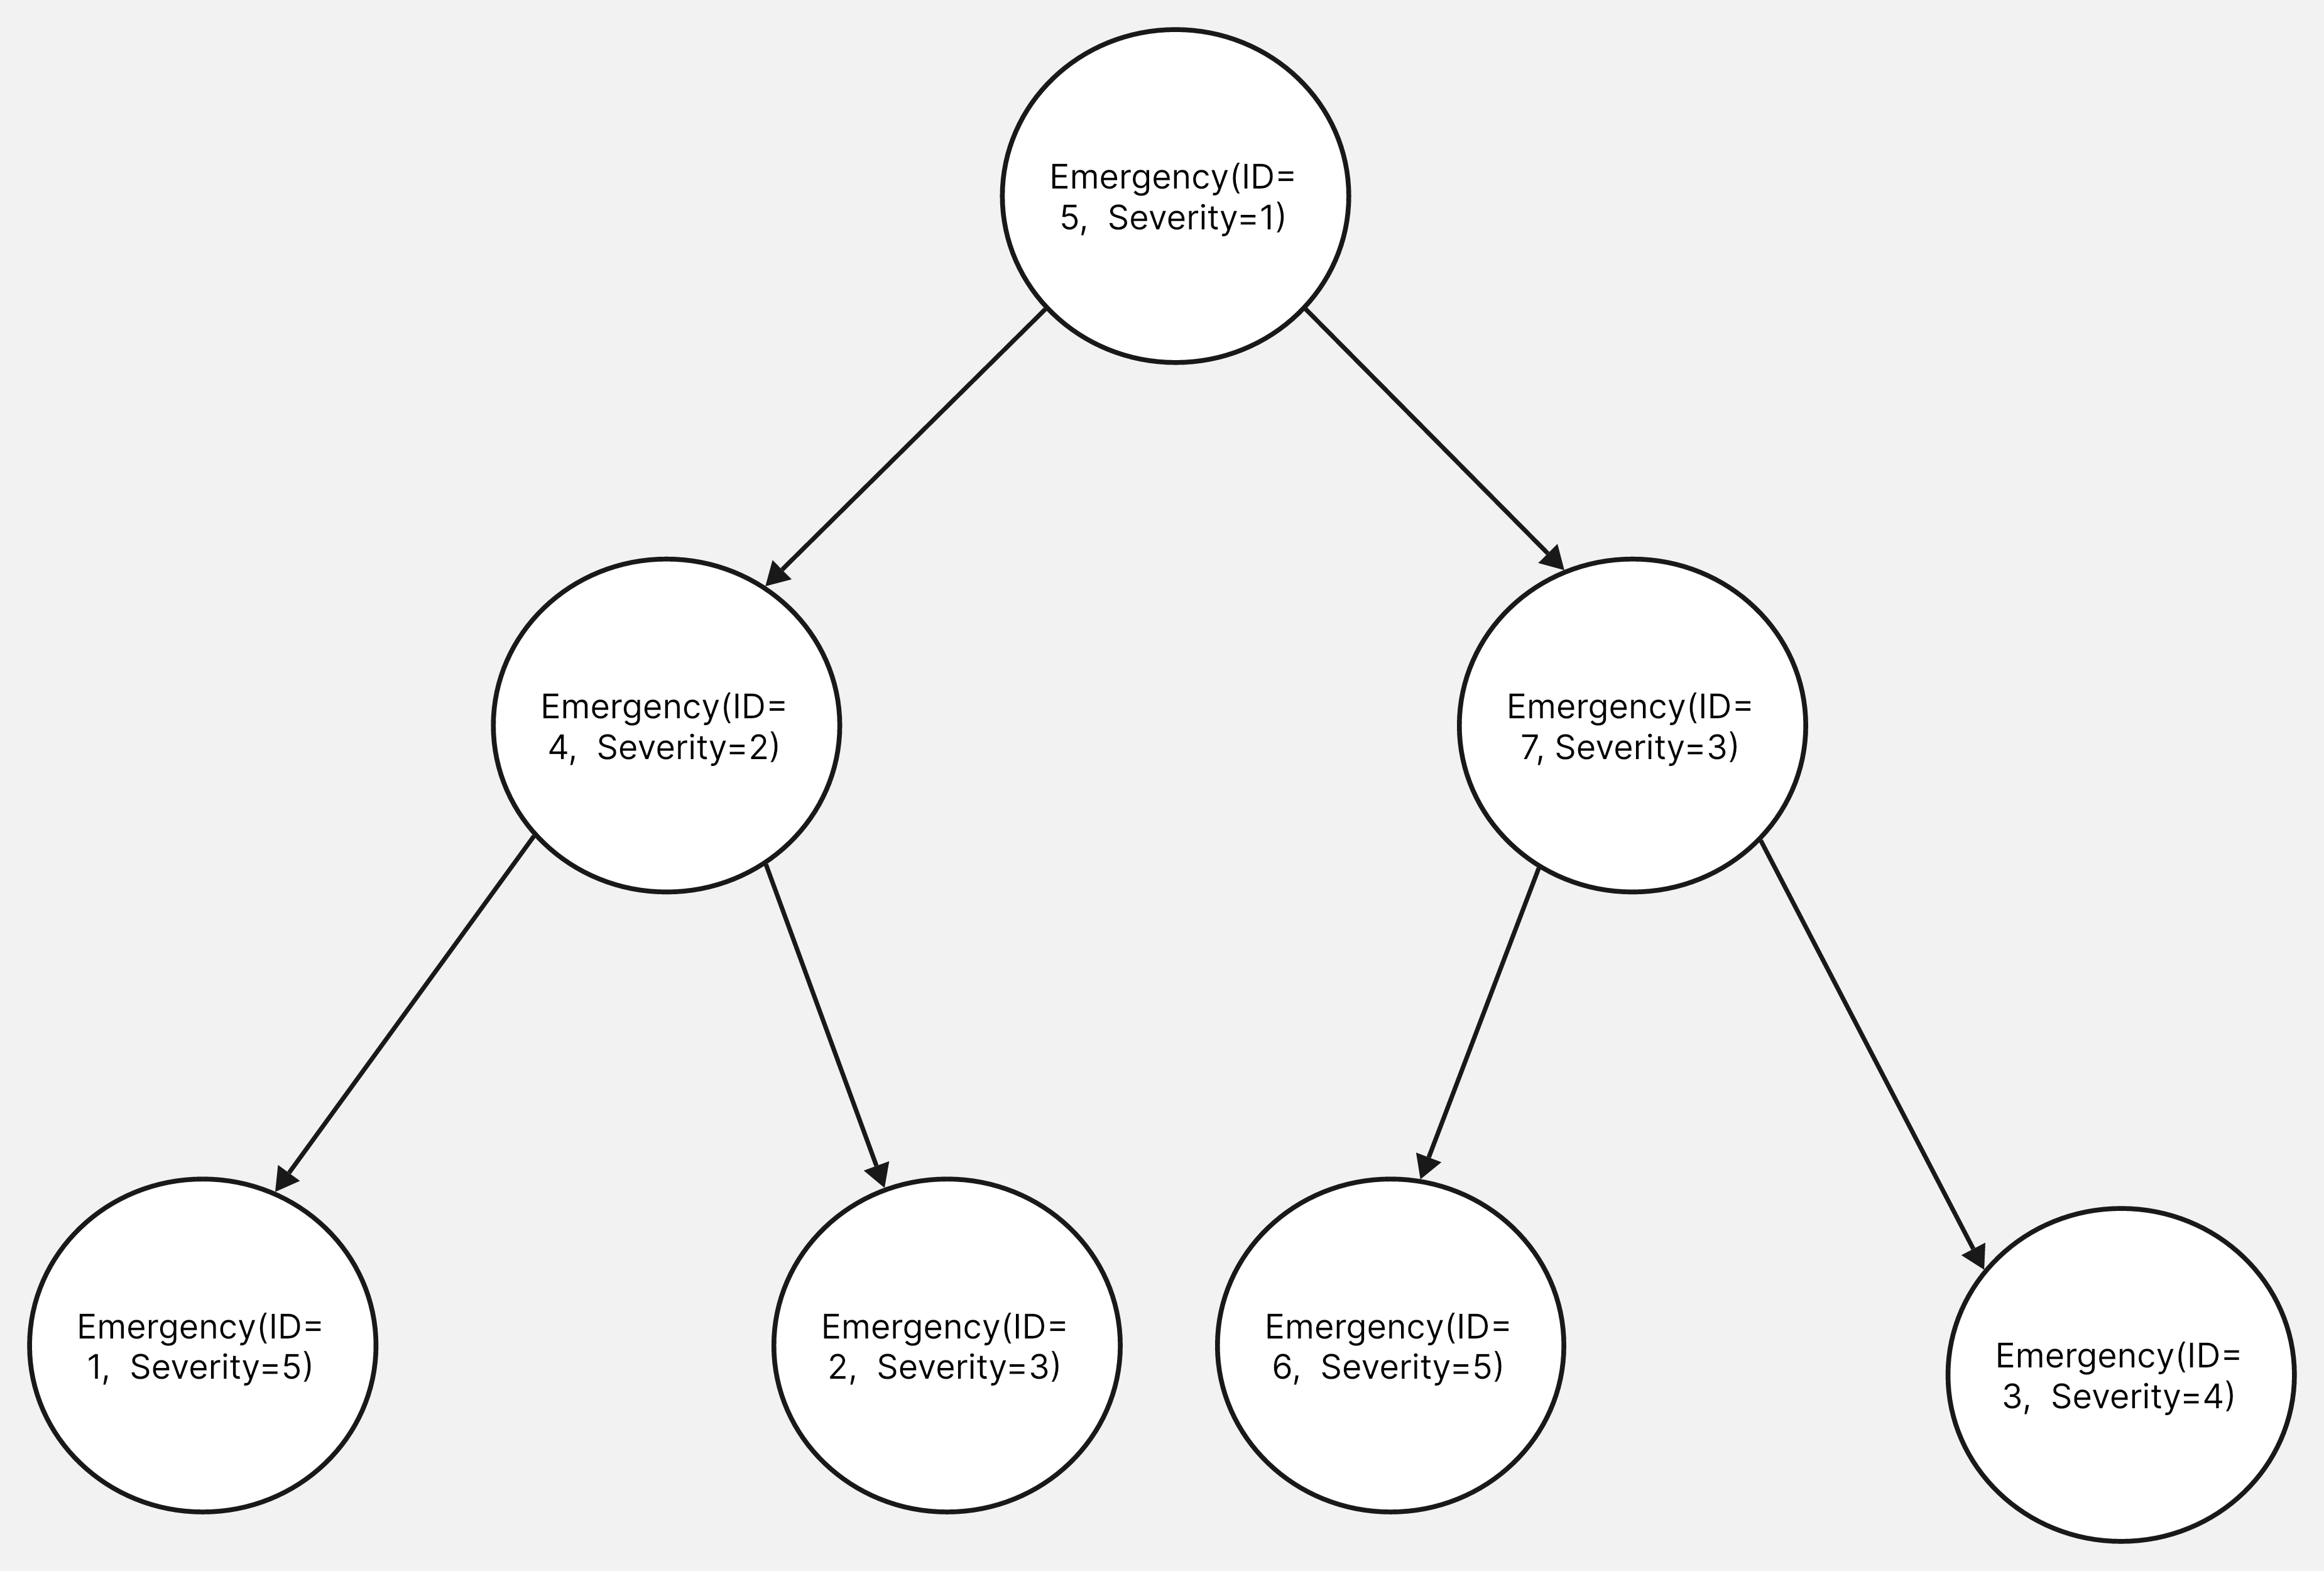 Emergency(ID=
5,  Severity=1)
Emergency(ID=
4,  Severity=2)
Emergency(ID=
7, Severity=3)
Emergency(ID=
1,  Severity=5)
Emergency(ID=
2,  Severity=3)
Emergency(ID=
6,  Severity=5)
Emergency(ID=
3,  Severity=4)